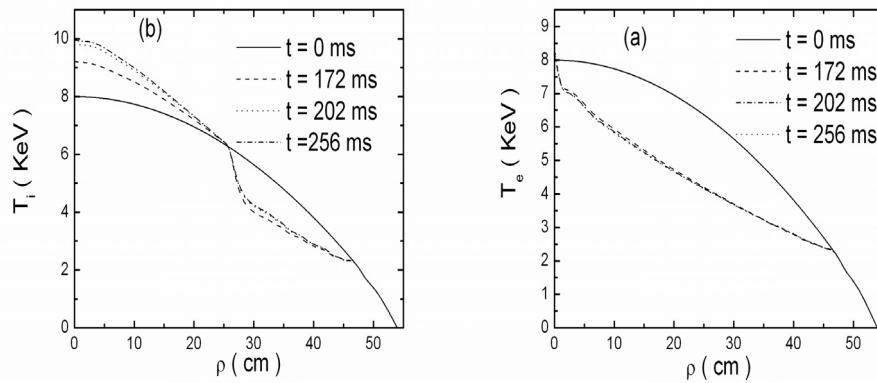 (b)
t = 0 ms
t = 172 ms
t = 202 ms
t =256 ms
T_i ( KeV )
10
8
6
4
2
0
0 10 20 30 40 50
ρ ( cm )
(a)
t = 0 ms
t = 172 ms
t = 202 ms
t = 256 ms
T_e ( KeV )
9
8
7
6
5
4
3
2
1
0
0 10 20 30 40 50
ρ ( cm )